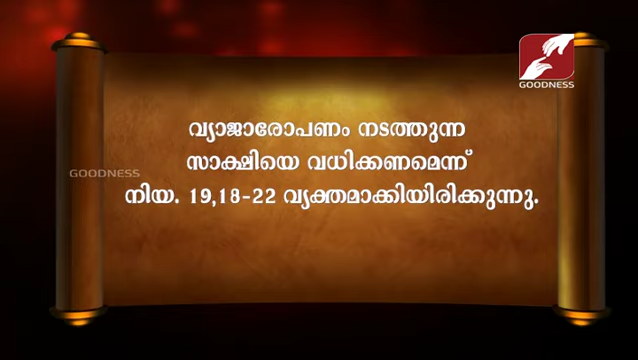 GOODNESS
വ്യാജാരോപണം നടത്തുന്ന
സാക്ഷിയെ വധിക്കണമെന്ന്
GOODNESS
നിയ. 19,18-22 വ്യക്തമാക്കിയിരിക്കുന്നു.